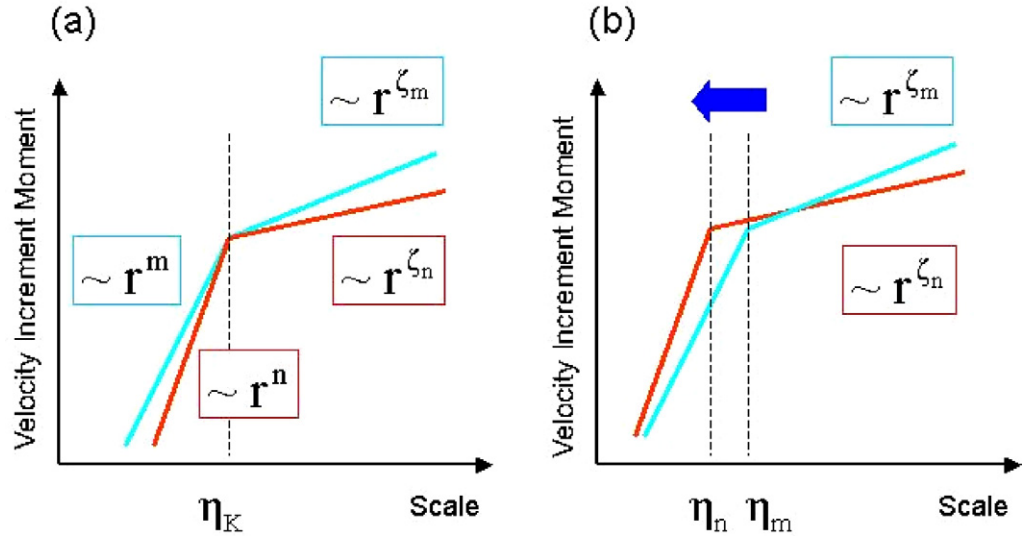 (a)
Velocity Increment Moment
~ r^ζm
~ r^m
~ r^ζn
~ r^n
η_K
Scale
(b)
Velocity Increment Moment
~ r^ζm
~ r^ζn
η_n
η_m
Scale